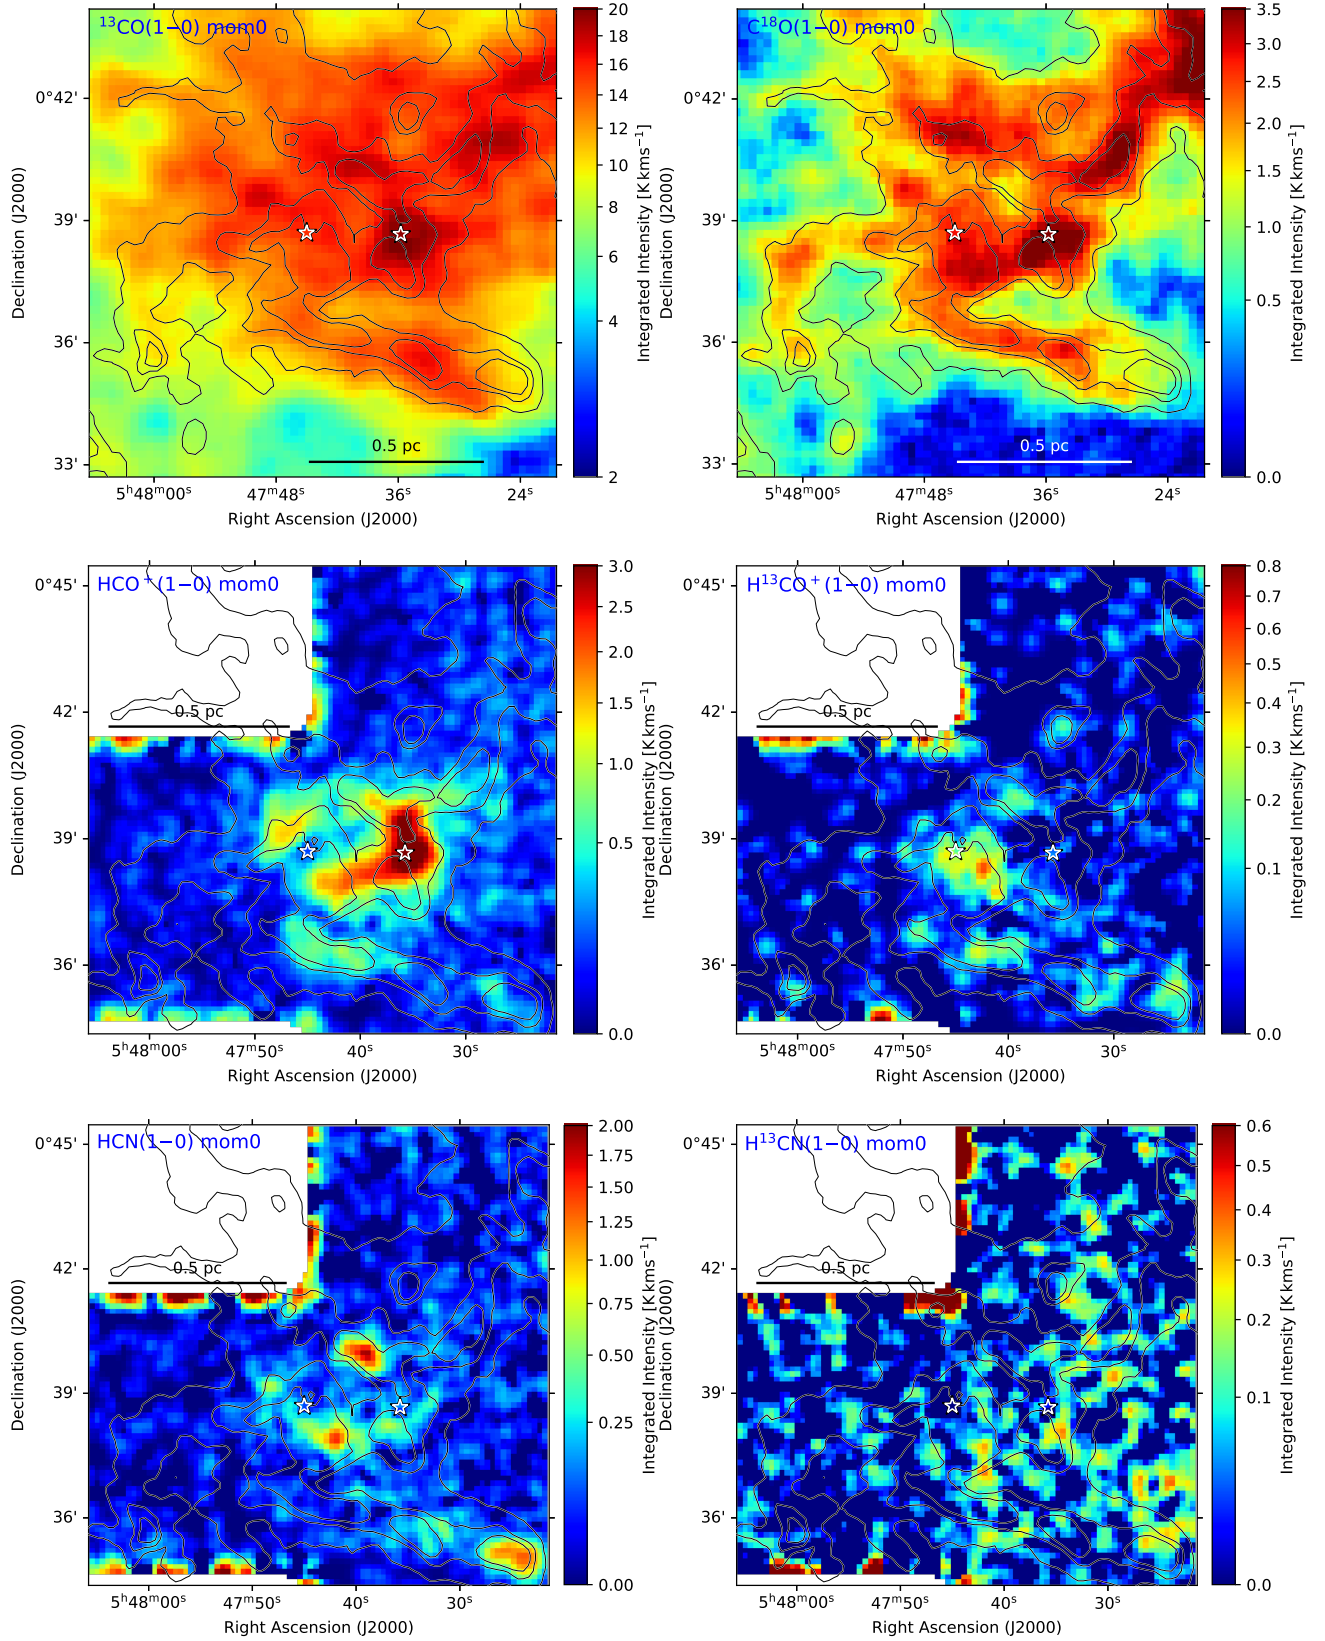 ¹³CO(1−0) mom0
0°42'
39'
36'
33'
5ʰ48ᵐ00ˢ
47ᵐ48ˢ
36ˢ
24ˢ
Right Ascension (J2000)
Declination (J2000)
0.5 pc
20
18
16
14
12
10
8
6
4
2
Integrated Intensity [K km s⁻¹]
C¹⁸O(1−0) mom0
0°42'
39'
36'
33'
5ʰ48ᵐ00ˢ
47ᵐ48ˢ
36ˢ
24ˢ
Right Ascension (J2000)
Declination (J2000)
0.5 pc
3.5
3.0
2.5
2.0
1.5
1.0
0.5
0.0
Integrated Intensity [K km s⁻¹]
HCO⁺(1−0) mom0
0°45'
42'
39'
36'
5ʰ48ᵐ00ˢ
47ᵐ50ˢ
40ˢ
30ˢ
Right Ascension (J2000)
Declination (J2000)
0.5 pc
3.0
2.5
2.0
1.5
1.0
0.5
0.0
Integrated Intensity [K km s⁻¹]
H¹³CO⁺(1−0) mom0
0°45'
42'
39'
36'
5ʰ48ᵐ00ˢ
47ᵐ50ˢ
40ˢ
30ˢ
Right Ascension (J2000)
Declination (J2000)
0.5 pc
0.8
0.7
0.6
0.5
0.4
0.3
0.2
0.1
0.0
Integrated Intensity [K km s⁻¹]
HCN(1−0) mom0
0°45'
42'
39'
36'
5ʰ48ᵐ00ˢ
47ᵐ50ˢ
40ˢ
30ˢ
Right Ascension (J2000)
Declination (J2000)
0.5 pc
2.00
1.75
1.50
1.25
1.00
0.75
0.50
0.25
0.00
Integrated Intensity [K km s⁻¹]
H¹³CN(1−0) mom0
0°45'
42'
39'
36'
5ʰ48ᵐ00ˢ
47ᵐ50ˢ
40ˢ
30ˢ
Right Ascension (J2000)
Declination (J2000)
0.5 pc
0.6
0.5
0.4
0.3
0.2
0.1
0.0
Integrated Intensity [K km s⁻¹]